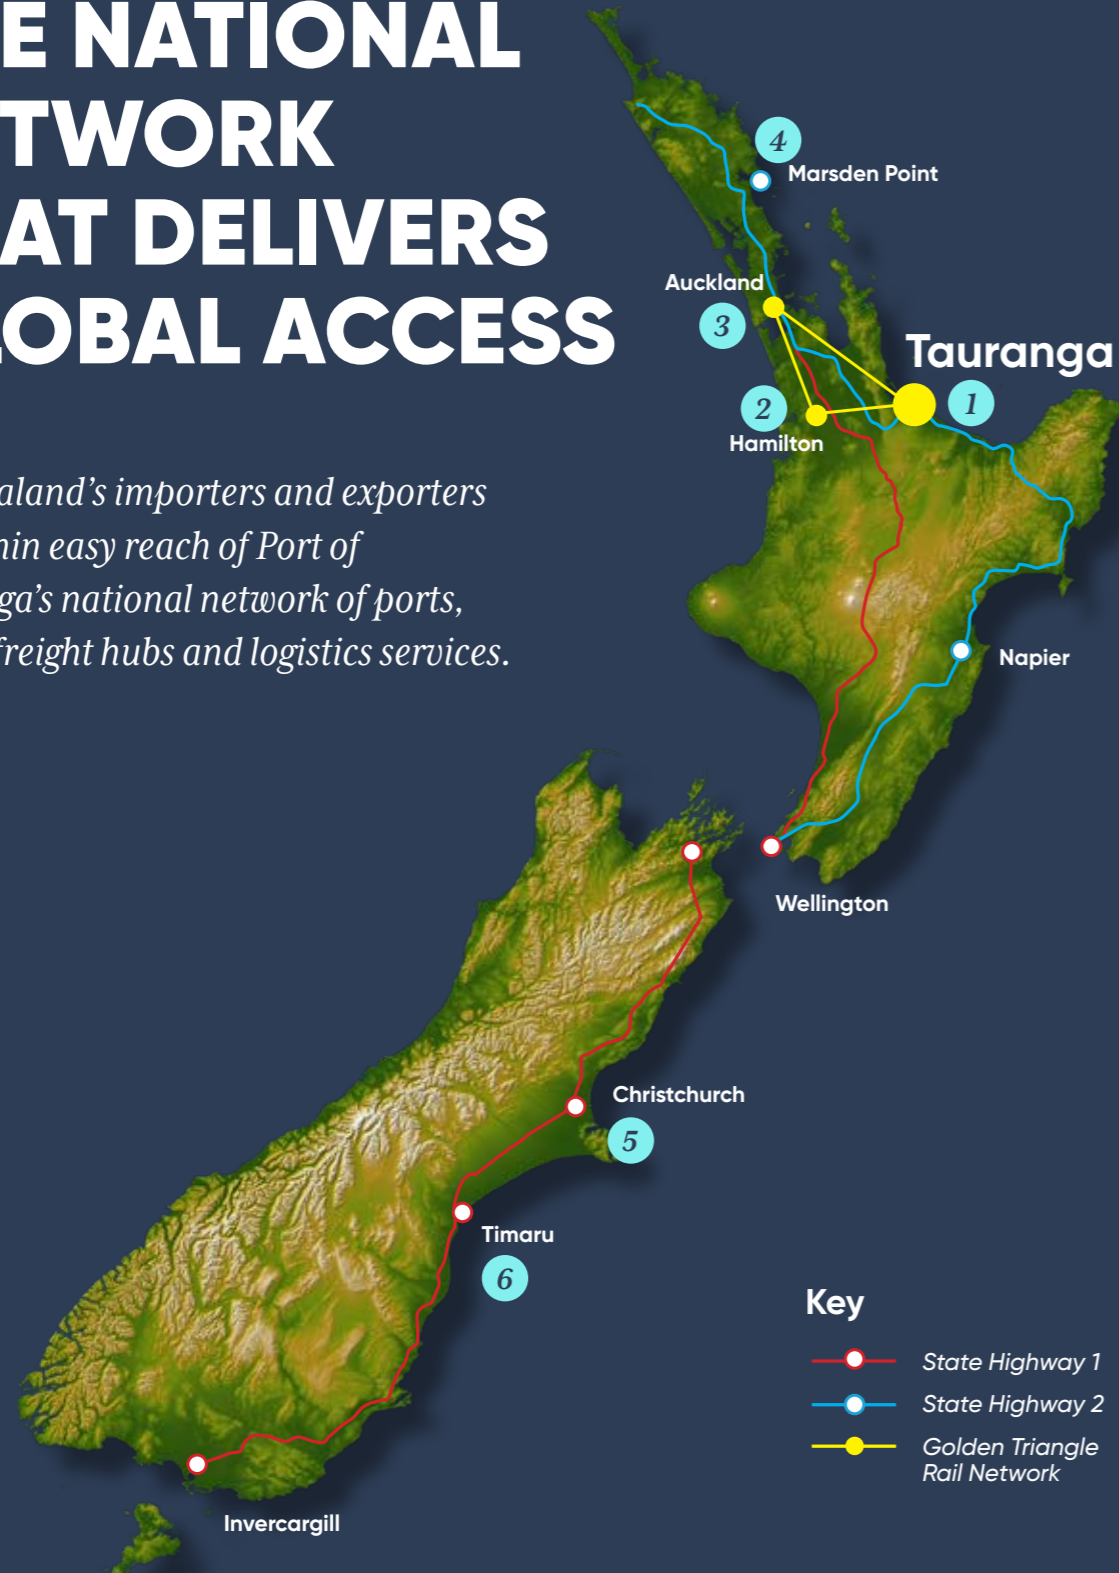 E NATIONAL
TWORK
AT DELIVERS
OBAL ACCESS
aland's importers and exporters
in easy reach of Port of
ga's national network of ports,
freight hubs and logistics services.
4
Marsden Point
Auckland
3
Tauranga
1
2
Hamilton
Napier
Wellington
Christchurch
5
Timaru
6
Invercargill
Key
State Highway 1
State Highway 2
Golden Triangle
Rail Network